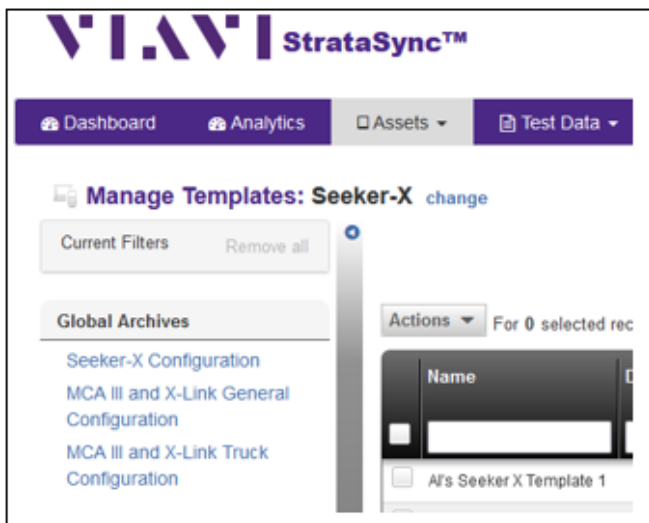 VIAVI StrataSync™
Dashboard Analytics Assets Test Data
Manage Templates: Seeker-X change
Current Filters Remove all
Global Archives
Seeker-X Configuration
MCA III and X-Link General
Configuration
MCA III and X-Link Truck
Configuration
Actions For 0 selected rec
Name D
Al's Seeker X Template 1